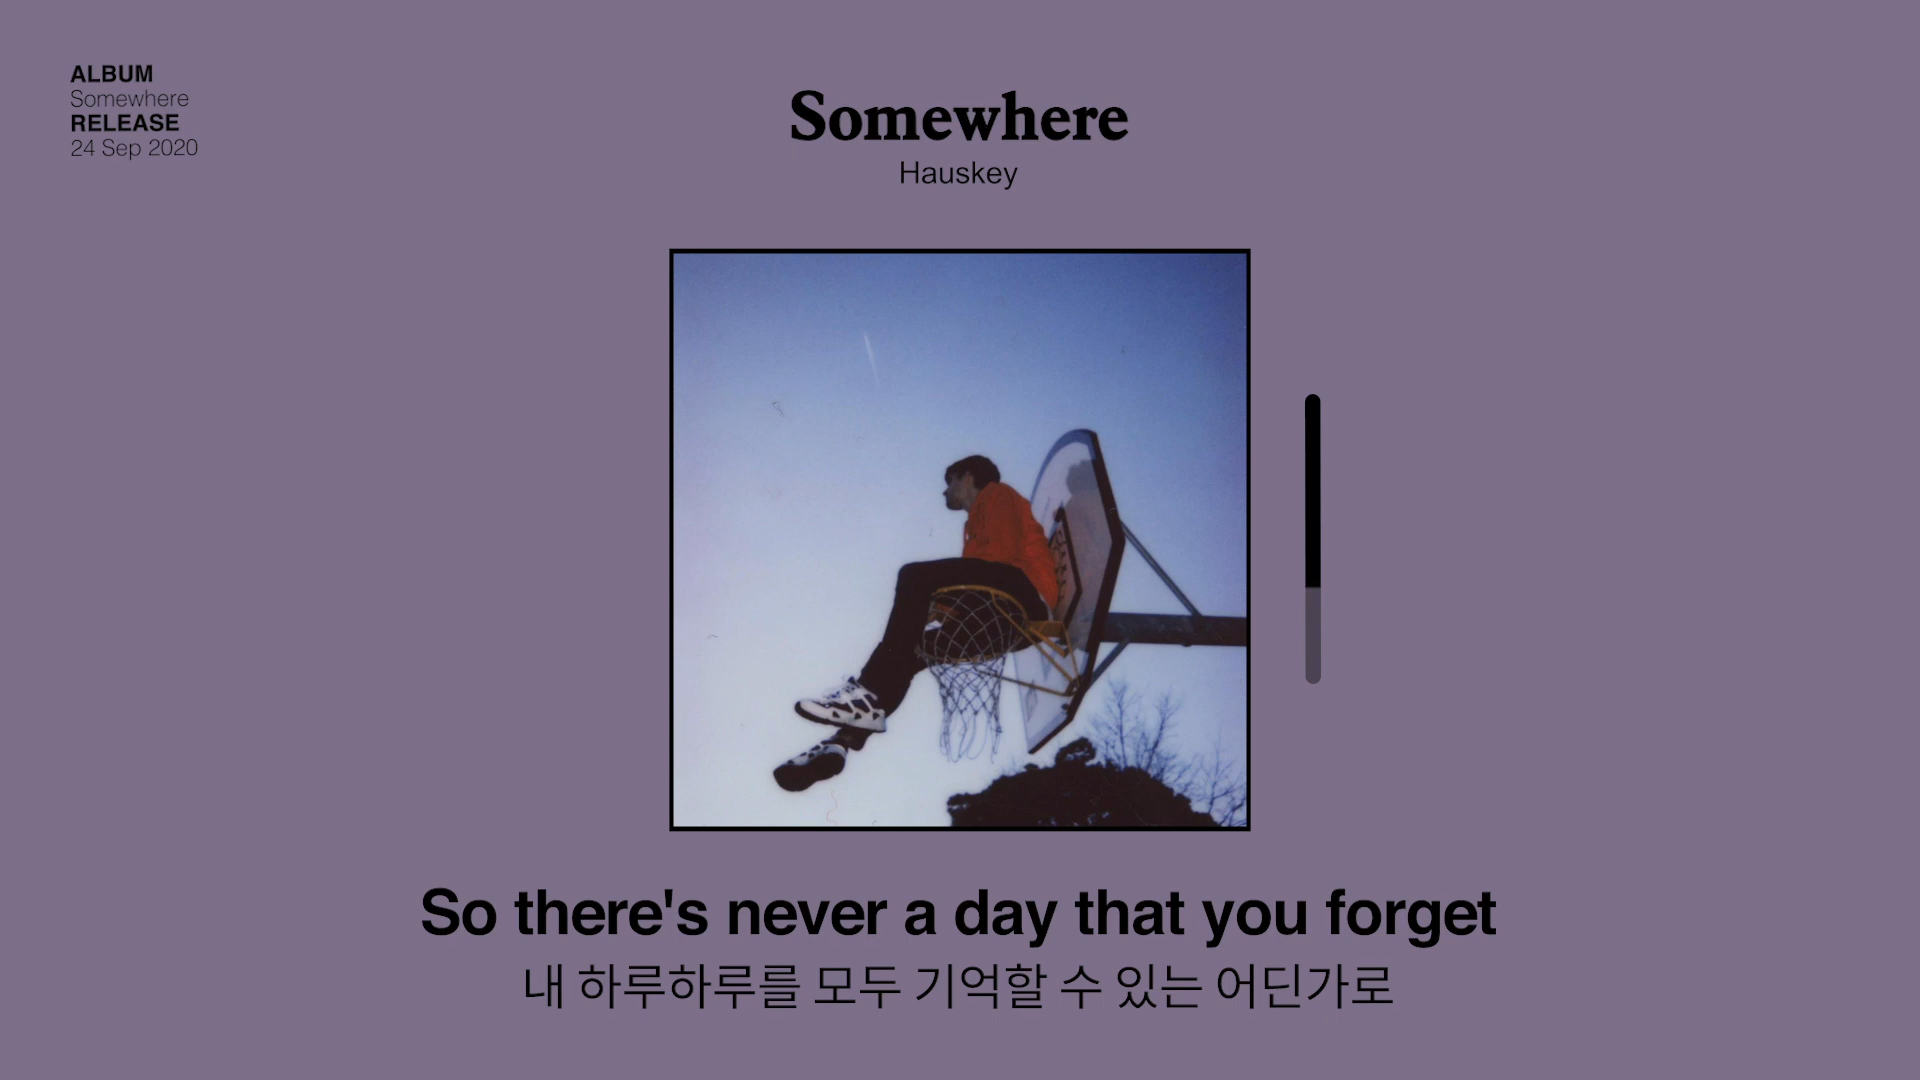 ALBUM
Somewhere
RELEASE
24 Sep 2020
Somewhere
Hauskey
So there's never a day that you forget
내 하루하루를 모두 기억할 수 있는 어딘가로